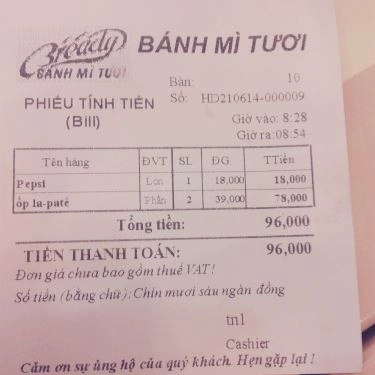 Bready BÁNH MÌ TƯƠI
BÁNH MÌ TƯƠI
Bàn: 10
PHIẾU TÍNH TIỀN Số: HD210614-000009
(Bill)
Giờ vào: 8:28
Giờ ra: 08:54
Tên hàng ĐVT SL ĐG TTiền
Pepsi Lon 1 18,000 18,000
ốp la-patê Phần 2 39,000 78,000
Tổng tiền: 96,000
TIỀN THANH TOÁN: 96,000
Đơn giá chưa bao gồm thuế VAT!
Số tiền (bằng chữ): Chín mươi sáu ngàn đồng
tn1
Cashier
Cảm ơn sự ủng hộ của quý khách. Hẹn gặp lại !